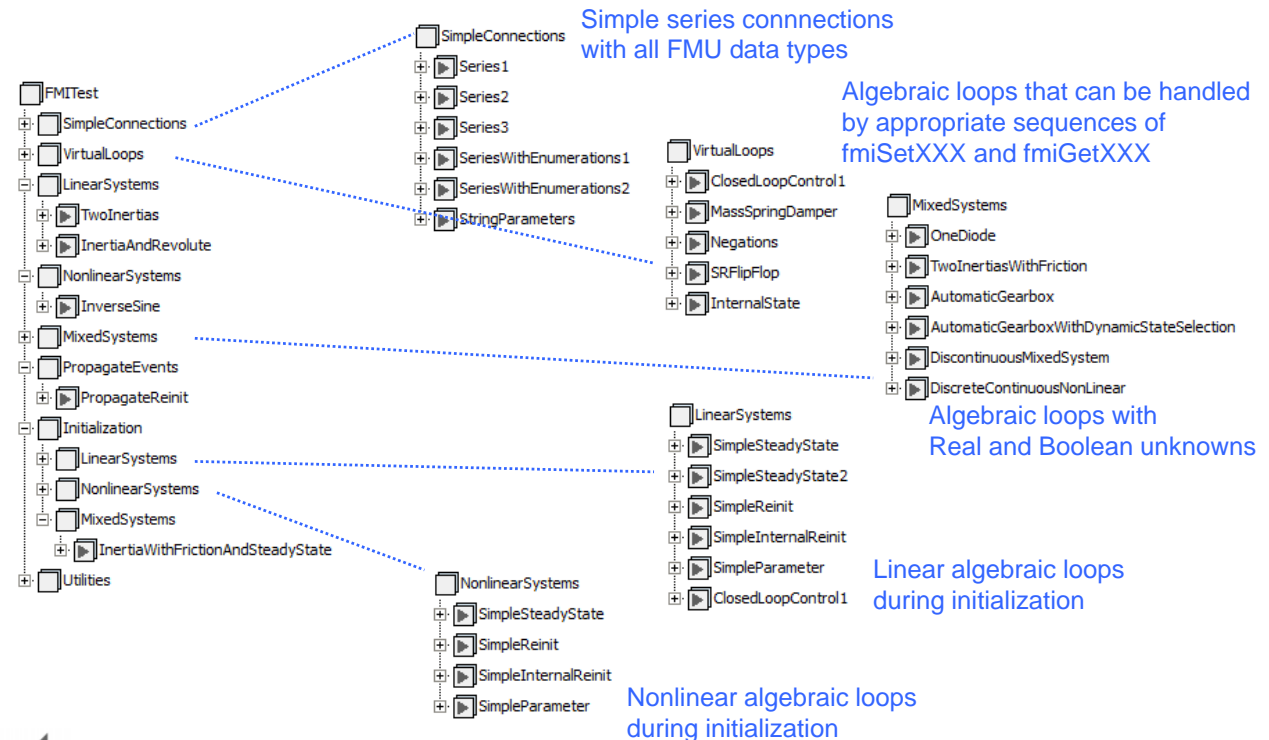 FMITest
SimpleConnections
VirtualLoops
LinearSystems
TwoInertias
InertiaAndRevolute
NonlinearSystems
InverseSine
MixedSystems
PropagateEvents
PropagateReinit
Initialization
LinearSystems
NonlinearSystems
MixedSystems
InertiaWithFrictionAndSteadyState
Utilities
SimpleConnections
Series1
Series2
Series3
SeriesWithEnumerations1
SeriesWithEnumerations2
StringParameters
Simple series connnections
with all FMU data types
Algebraic loops that can be handled
by appropriate sequences of
fmiSetXXX and fmiGetXXX
VirtualLoops
ClosedLoopControl1
MassSpringDamper
Negations
SRFlipFlop
InternalState
MixedSystems
OneDiode
TwoInertiasWithFriction
AutomaticGearbox
AutomaticGearboxWithDynamicStateSelection
DiscontinuousMixedSystem
DiscreteContinuousNonLinear
Algebraic loops with
Real and Boolean unknowns
LinearSystems
SimpleSteadyState
SimpleSteadyState2
SimpleReinit
SimpleInternalReinit
SimpleParameter
ClosedLoopControl1
Linear algebraic loops
during initialization
NonlinearSystems
SimpleSteadyState
SimpleReinit
SimpleInternalReinit
SimpleParameter
Nonlinear algebraic loops
during initialization